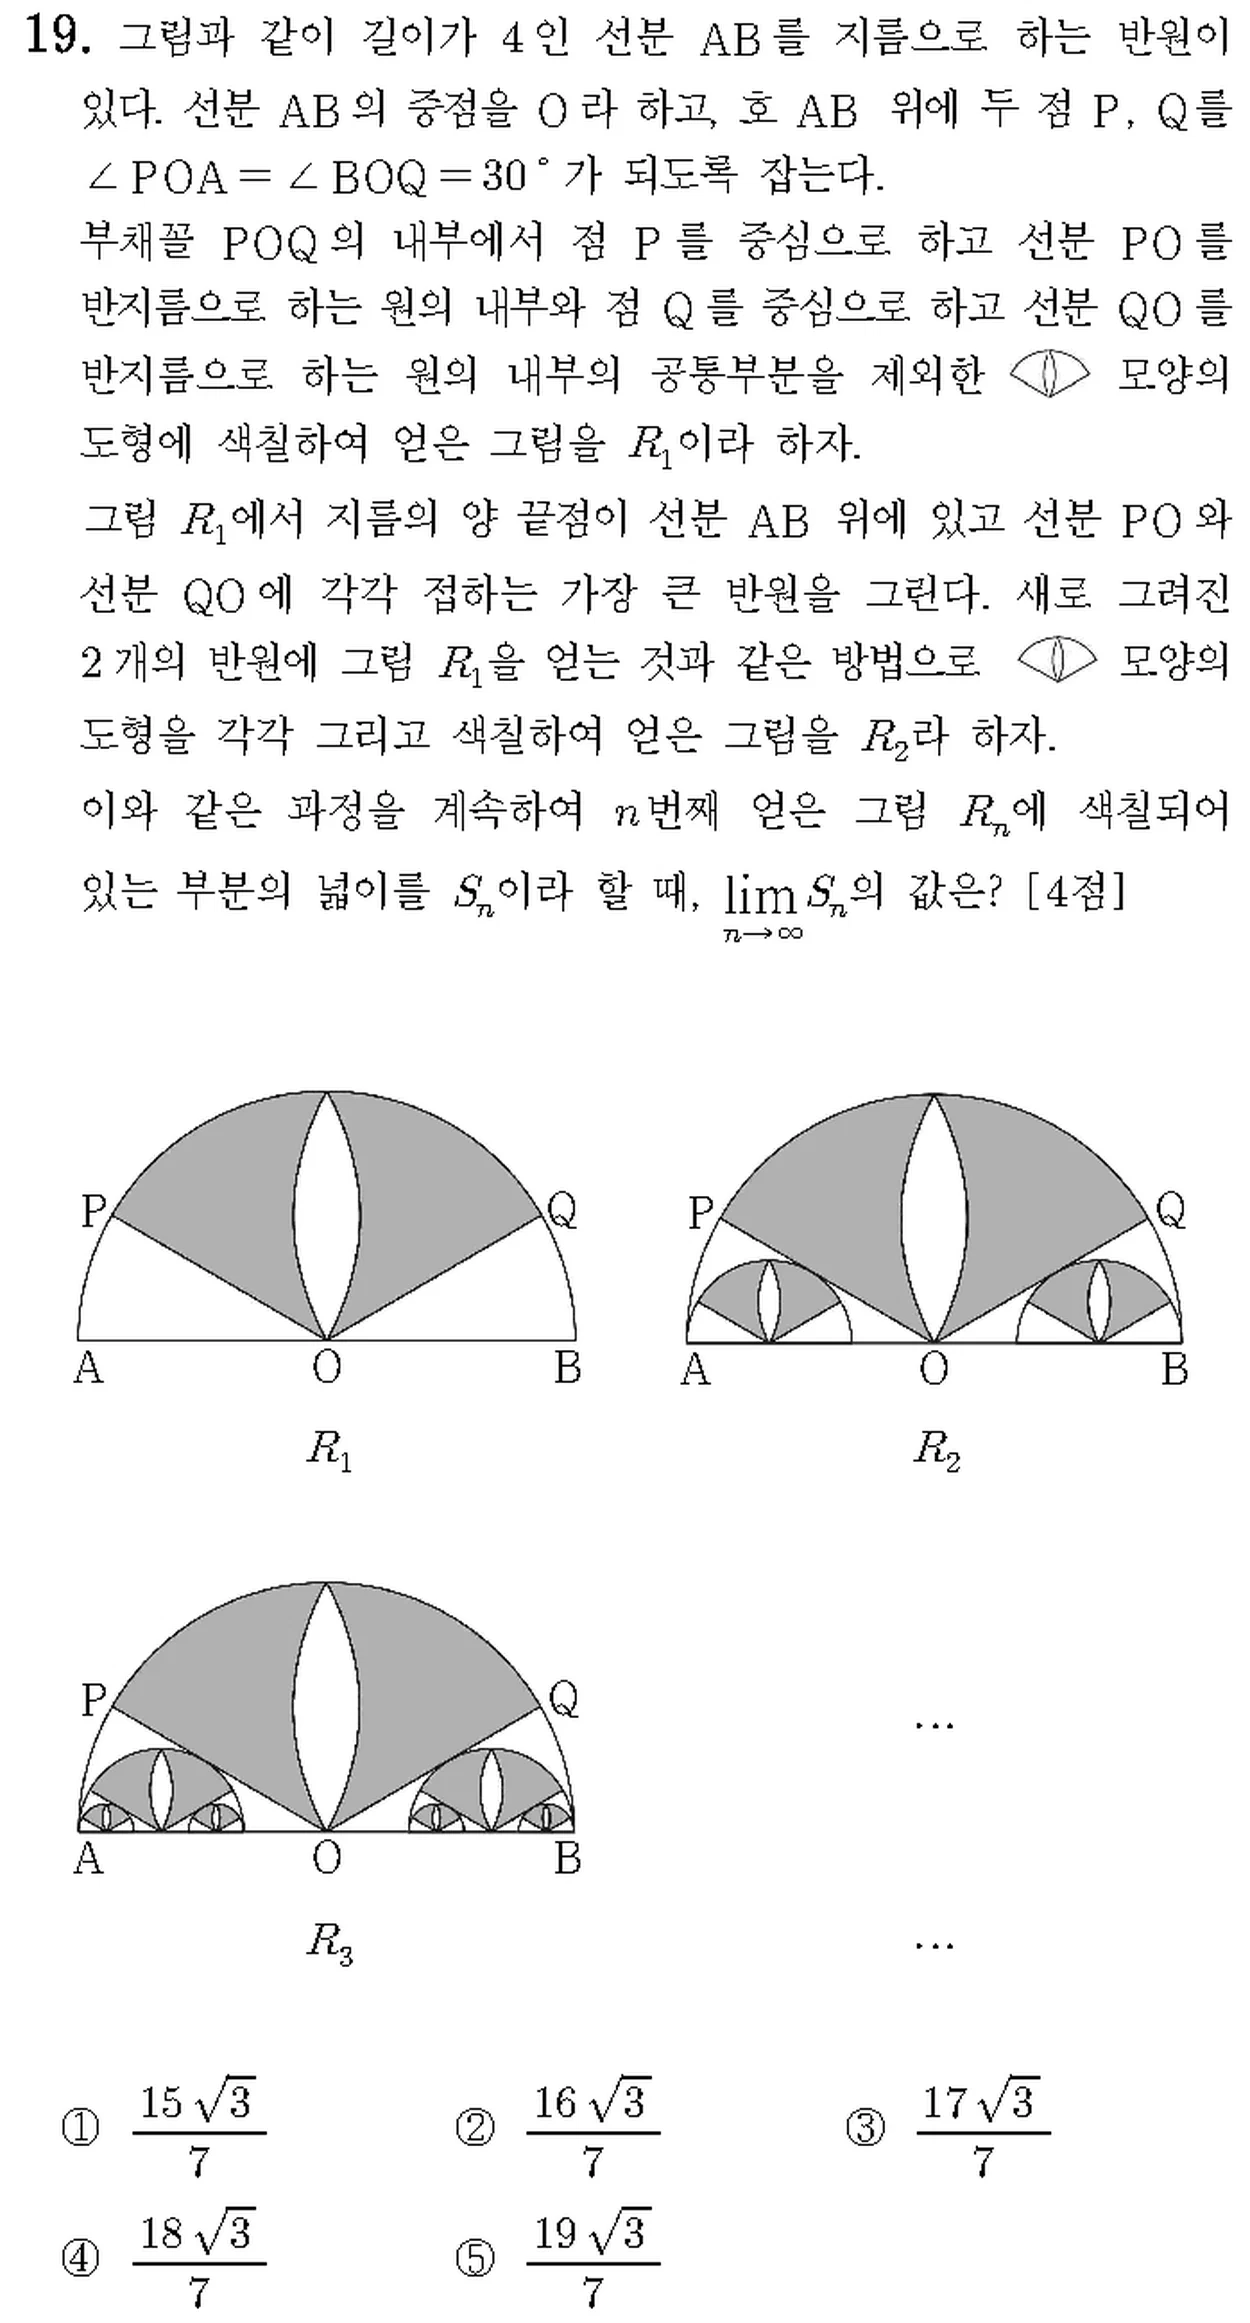 19. 그림과 같이 길이가 4인 선분 AB를 지름으로 하는 반원이
있다. 선분 AB의 중점을 O라 하고, 호 AB 위에 두 점 P, Q를
∠POA=∠BOQ=30°가 되도록 잡는다.
부채꼴 POQ의 내부에서 점 P를 중심으로 하고 선분 PO를
반지름으로 하는 원의 내부와 점 Q를 중심으로 하고 선분 QO를
반지름으로 하는 원의 내부의 공통부분을 제외한 모양의
도형에 색칠하여 얻은 그림을 R₁이라 하자.
그림 R₁에서 지름의 양 끝점이 선분 AB 위에 있고 선분 PO와
선분 QO에 각각 접하는 가장 큰 반원을 그린다. 새로 그려진
2개의 반원에 그림 R₁을 얻는 것과 같은 방법으로 모양의
도형을 각각 그리고 색칠하여 얻은 그림을 R₂라 하자.
이와 같은 과정을 계속하여 n번째 얻은 그림 Rₙ에 색칠되어
있는 부분의 넓이를 Sₙ이라 할 때, lim n→∞ Sₙ의 값은? [4점]
P Q P Q
A O B A O B
R₁ R₂
P Q
…
A O B
R₃ …
① 15√3/7 ② 16√3/7 ③ 17√3/7
④ 18√3/7 ⑤ 19√3/7